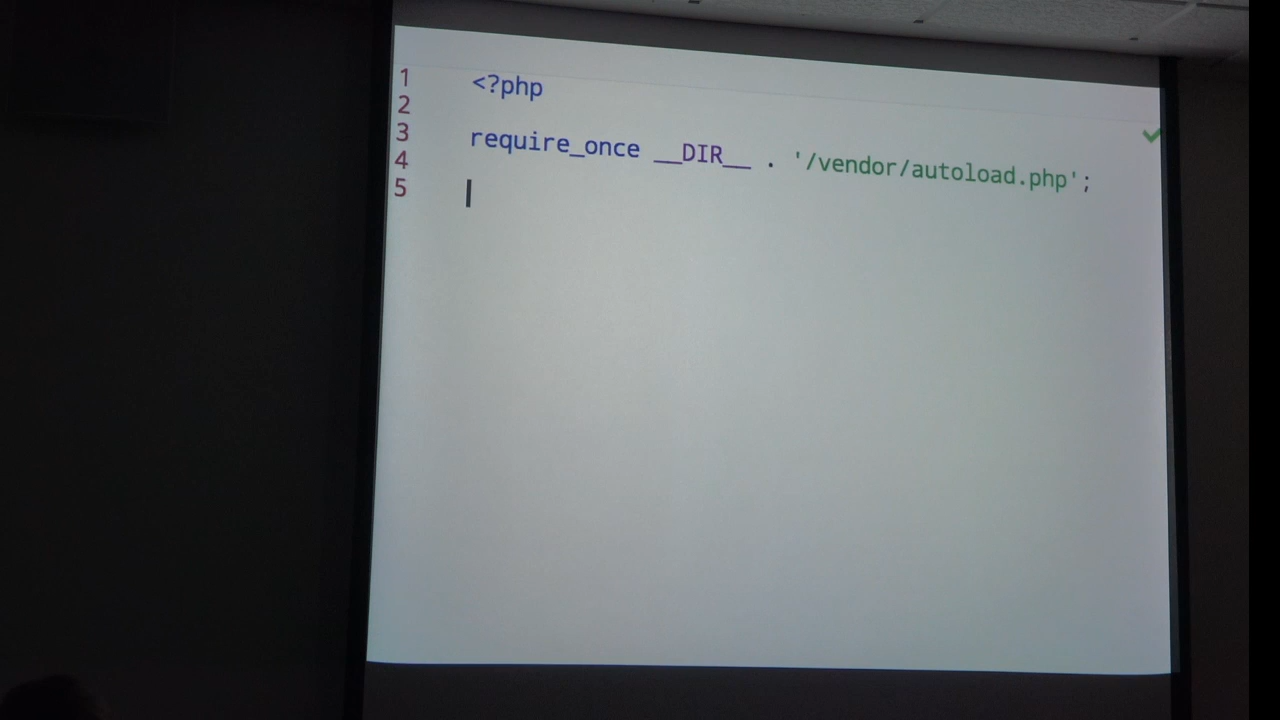 1 <?php
2
3 require_once __DIR__ . '/vendor/autoload.php';
4
5